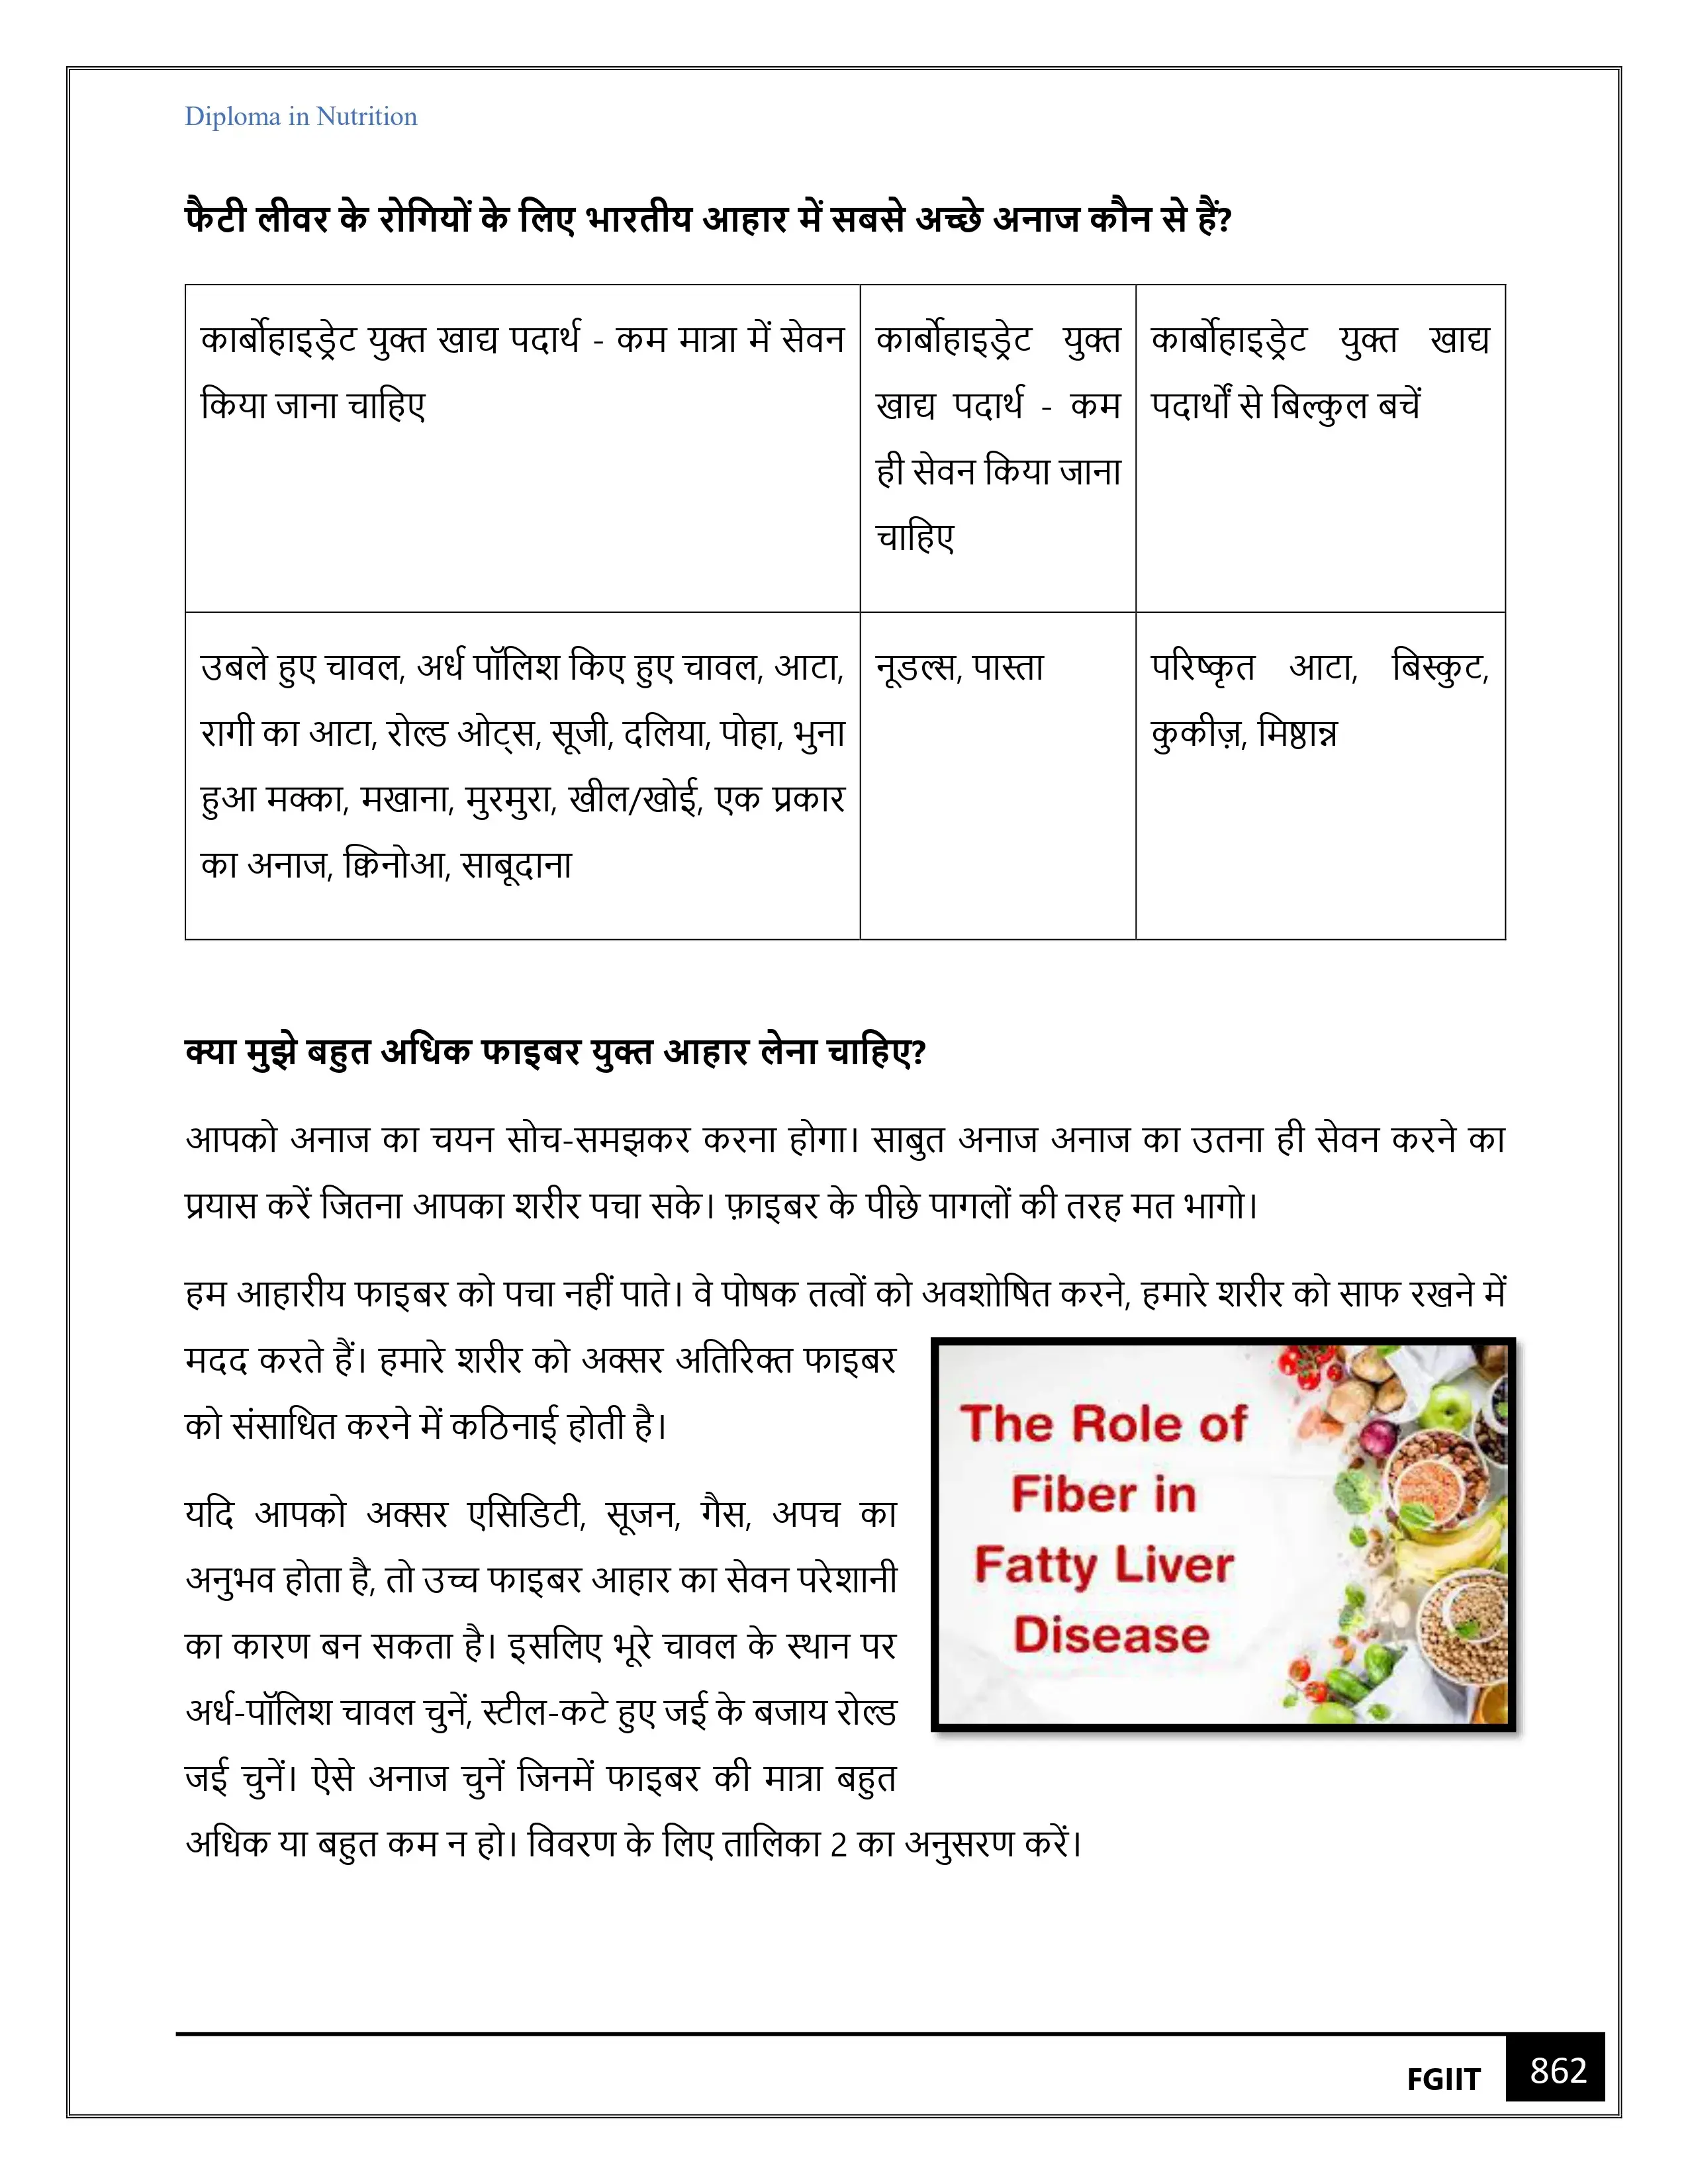 Diploma in Nutrition
फैटी लीवर के रोगियों के लिए भारतीय आहार में सबसे अच्छे अनाज कौन से हैं?
कार्बोहाइड्रेट युक्त खाद्य पदार्थ - कम मात्रा में सेवन
किया जाना चाहिए
कार्बोहाइड्रेट युक्त
खाद्य पदार्थ - कम
ही सेवन किया जाना
चाहिए
कार्बोहाइड्रेट युक्त खाद्य
पदार्थों से बिल्कुल बचें
उबले हुए चावल, अर्ध पॉलिश किए हुए चावल, आटा,
रागी का आटा, रोल्ड ओट्स, सूजी, दलिया, पोहा, भुना
हुआ मक्का, मखाना, मुरमुरा, खील/खोई, एक प्रकार
का अनाज, क्विनोआ, साबूदाना
नूडल्स, पास्ता
परिष्कृत आटा, बिस्कुट,
कुकीज़, मिष्ठान्न
क्या मुझे बहुत अधिक फाइबर युक्त आहार लेना चाहिए?
आपको अनाज का चयन सोच-समझकर करना होगा। साबुत अनाज अनाज का उतना ही सेवन करने का
प्रयास करें जितना आपका शरीर पचा सके। फ़ाइबर के पीछे पागलों की तरह मत भागो।
हम आहारीय फाइबर को पचा नहीं पाते। वे पोषक तत्वों को अवशोषित करने, हमारे शरीर को साफ रखने में
मदद करते हैं। हमारे शरीर को अक्सर अतिरिक्त फाइबर
को संसाधित करने में कठिनाई होती है।
यदि आपको अक्सर एसिडिटी, सूजन, गैस, अपच का
अनुभव होता है, तो उच्च फाइबर आहार का सेवन परेशानी
का कारण बन सकता है। इसलिए भूरे चावल के स्थान पर
अर्ध-पॉलिश चावल चुनें, स्टील-कटे हुए जई के बजाय रोल्ड
जई चुनें। ऐसे अनाज चुनें जिनमें फाइबर की मात्रा बहुत
अधिक या बहुत कम न हो। विवरण के लिए तालिका 2 का अनुसरण करें।
The Role of
Fiber in
Fatty Liver
Disease
FGIIT 862